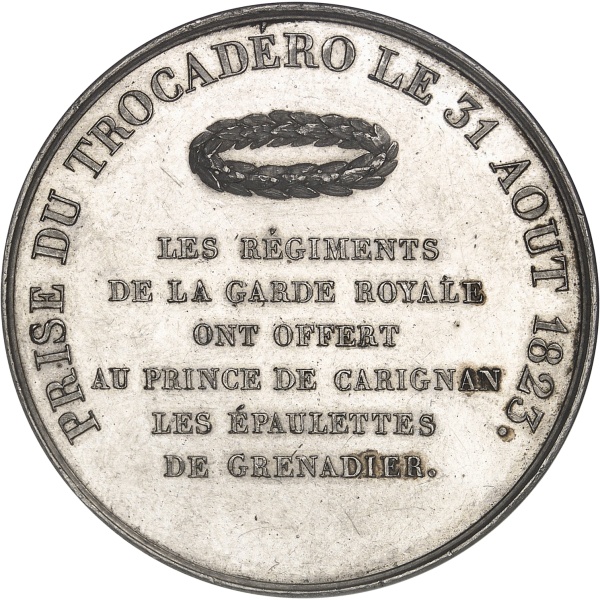 PRISE DU TROCADÉRO LE 31 AOUT 1823.
LES RÉGIMENTS
DE LA GARDE ROYALE
ONT OFFERT
AU PRINCE DE CARIGNAN
LES ÉPAULETTES
DE GRENADIER.